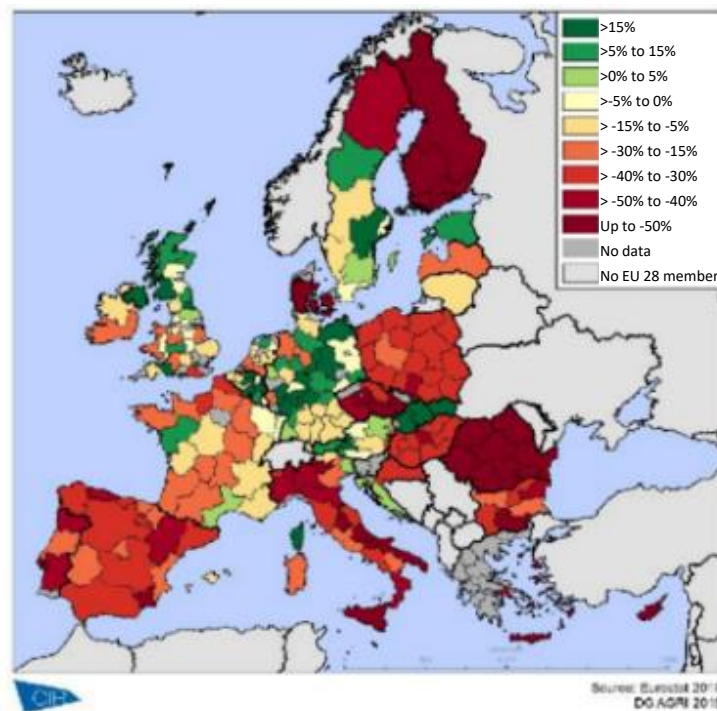 >15%
>5% to 15%
>0% to 5%
>-5% to 0%
> -15% to -5%
> -30% to -15%
> -40% to -30%
> -50% to -40%
Up to -50%
No data
No EU 28 member
CIH
Source: Eurostat
DG AGRI